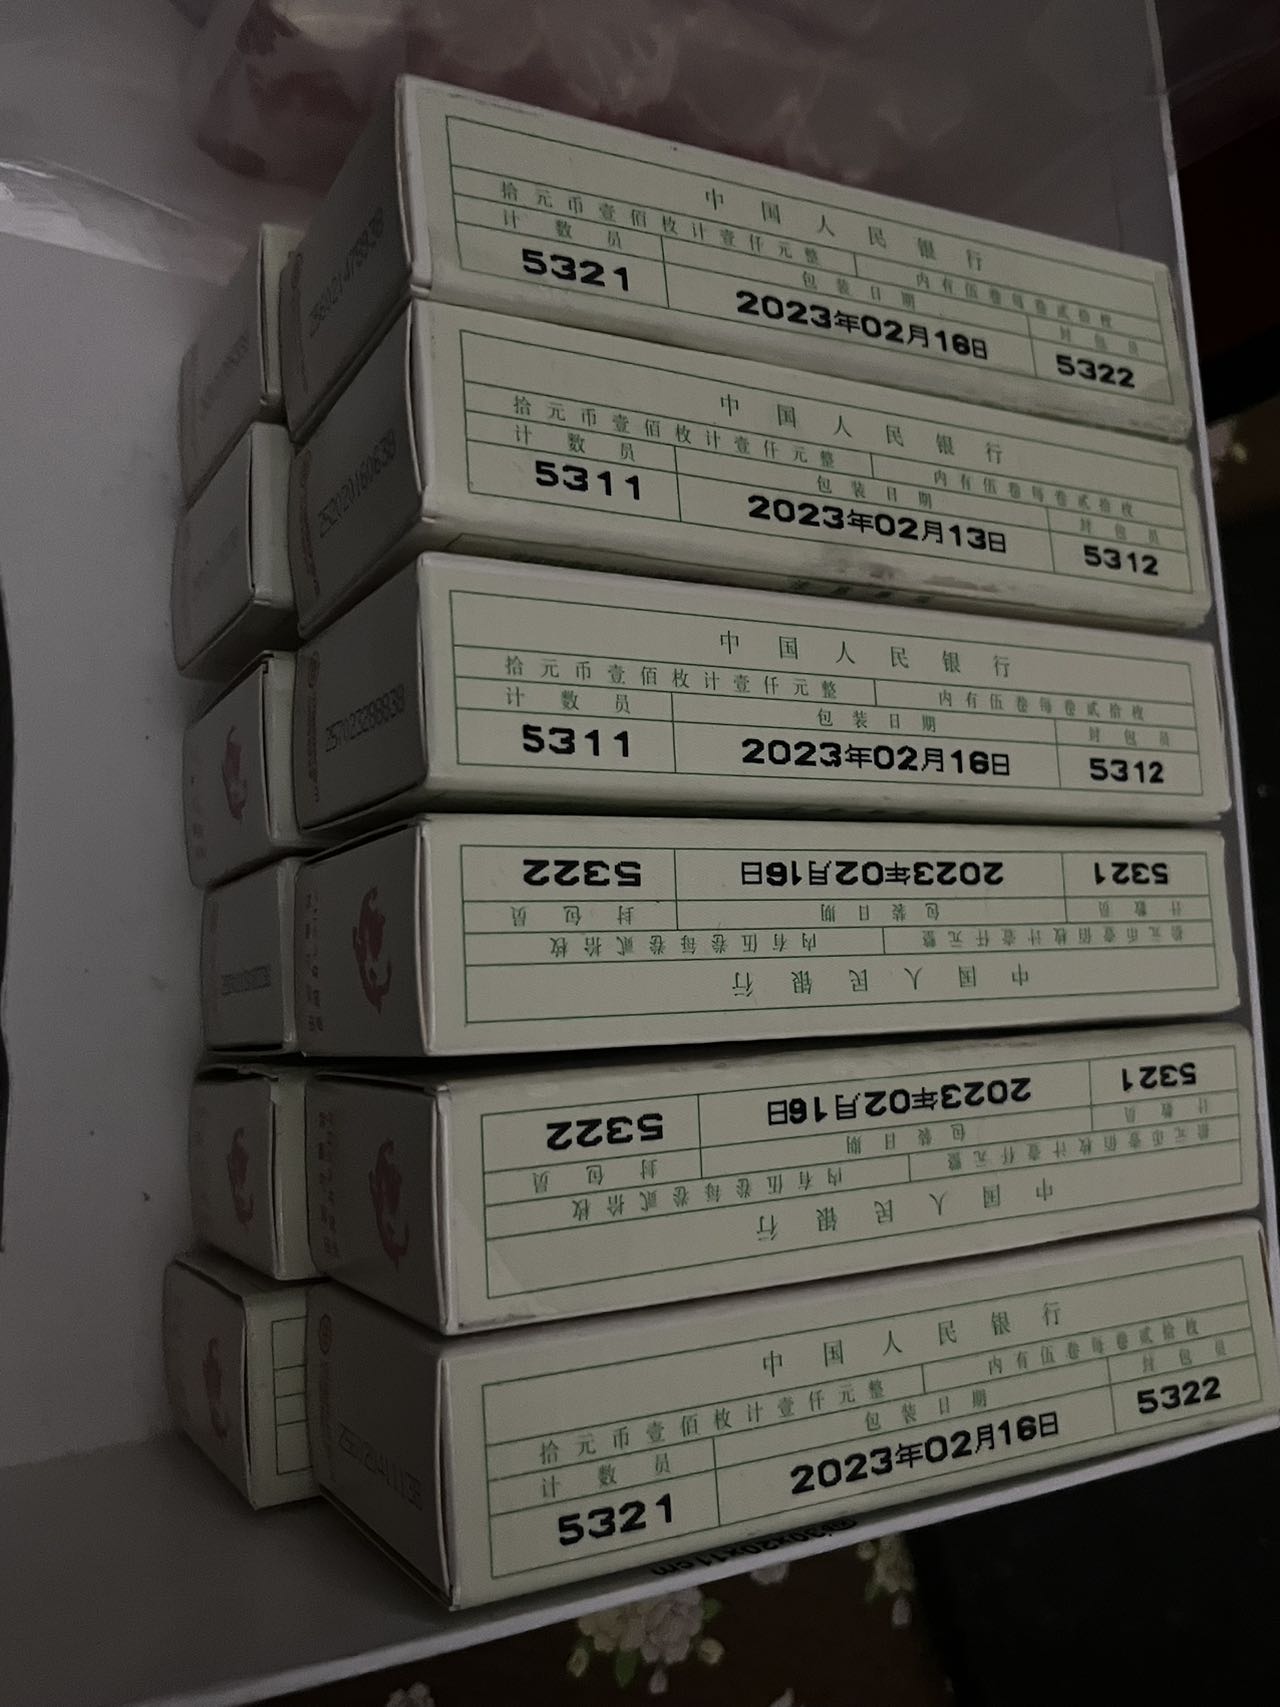 中国人民银行
拾元币壹佰枚计壹仟元整 内有伍卷每卷贰拾枚
计数员 包装日期 封包员
5321 2023年02月16日 5322
中国人民银行
拾元币壹佰枚计壹仟元整 内有伍卷每卷贰拾枚
计数员 包装日期 封包员
5311 2023年02月13日 5312
中国人民银行
拾元币壹佰枚计壹仟元整 内有伍卷每卷贰拾枚
计数员 包装日期 封包员
5311 2023年02月16日 5312
中国人民银行
拾元币壹佰枚计壹仟元整 内有伍卷每卷贰拾枚
计数员 包装日期 封包员
5321 2023年02月16日 5322
中国人民银行
拾元币壹佰枚计壹仟元整 内有伍卷每卷贰拾枚
计数员 包装日期 封包员
5321 2023年02月16日 5322
中国人民银行
拾元币壹佰枚计壹仟元整 内有伍卷每卷贰拾枚
计数员 包装日期 封包员
5321 2023年02月16日 5322
30x20x11cm